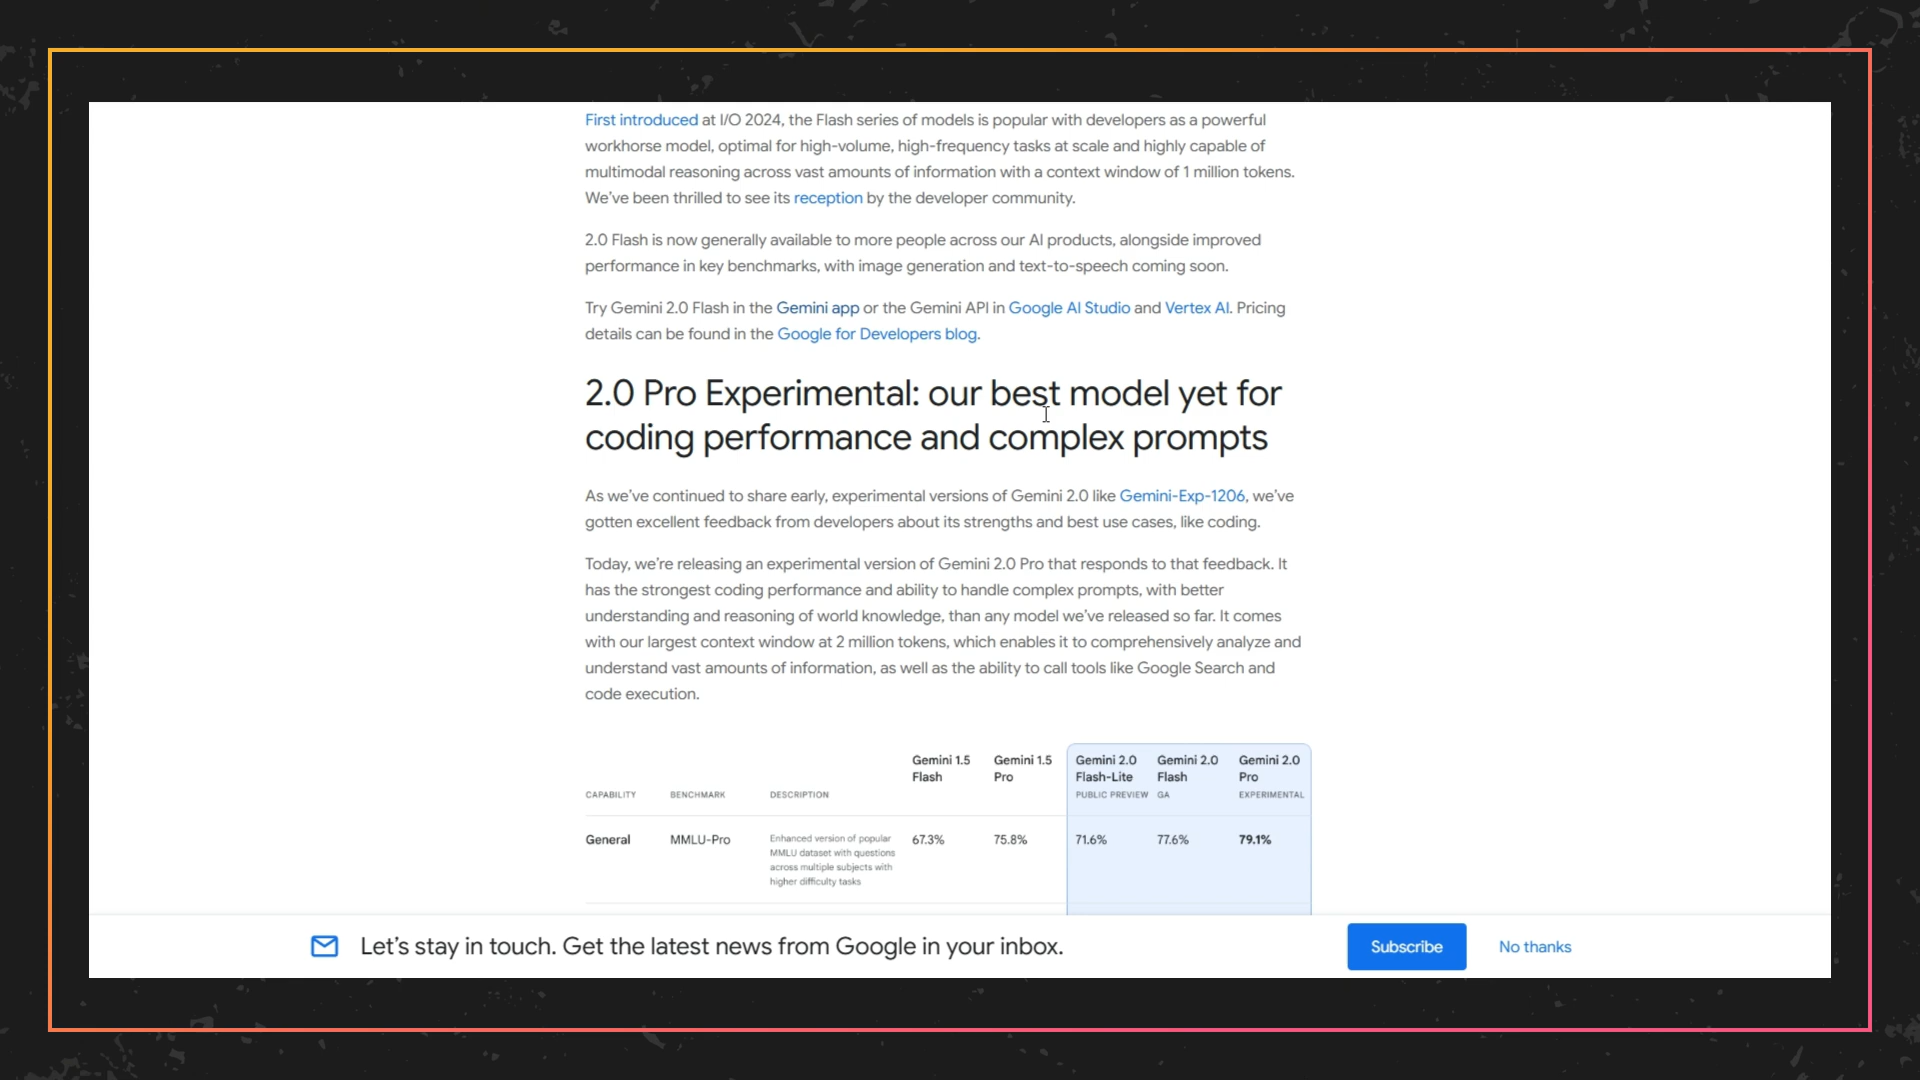 First introduced at I/O 2024, the Flash series of models is popular with developers as a powerful
workhorse model, optimal for high-volume, high-frequency tasks at scale and highly capable of
multimodal reasoning across vast amounts of information with a context window of 1 million tokens.
We’ve been thrilled to see its reception by the developer community.
2.0 Flash is now generally available to more people across our AI products, alongside improved
performance in key benchmarks, with image generation and text-to-speech coming soon.
Try Gemini 2.0 Flash in the Gemini app or the Gemini API in Google AI Studio and Vertex AI. Pricing
details can be found in the Google for Developers blog.
2.0 Pro Experimental: our best model yet for
coding performance and complex prompts
As we’ve continued to share early, experimental versions of Gemini 2.0 like Gemini-Exp-1206, we’ve
gotten excellent feedback from developers about its strengths and best use cases, like coding.
Today, we’re releasing an experimental version of Gemini 2.0 Pro that responds to that feedback. It
has the strongest coding performance and ability to handle complex prompts, with better
understanding and reasoning of world knowledge, than any model we’ve released so far. It comes
with our largest context window at 2 million tokens, which enables it to comprehensively analyze and
understand vast amounts of information, as well as the ability to call tools like Google Search and
code execution.
Gemini 1.5 Gemini 1.5 Gemini 2.0 Gemini 2.0 Gemini 2.0
Flash Pro Flash-Lite Flash Pro
CAPABILITY BENCHMARK DESCRIPTION PUBLIC PREVIEW GA EXPERIMENTAL
General MMLU-Pro Enhanced version of popular 67.3% 75.8% 71.6% 77.6% 79.1%
MMLU dataset with questions
across multiple subjects with
higher difficulty tasks
Let’s stay in touch. Get the latest news from Google in your inbox. Subscribe No thanks